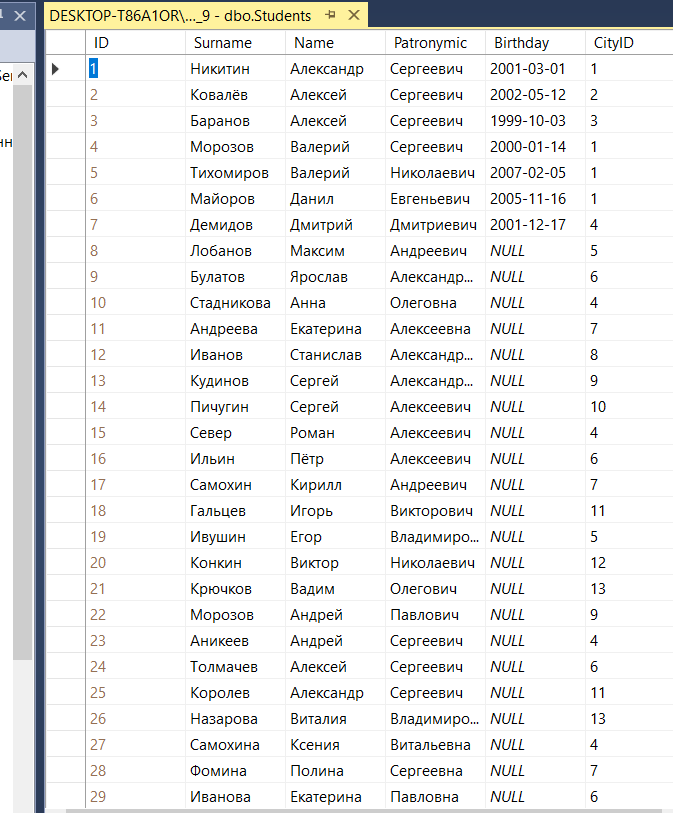 DESKTOP-T86A1OR\..._9 - dbo.Students
ID Surname Name Patronymic Birthday CityID
1 Никитин Александр Сергеевич 2001-03-01 1
2 Ковалёв Алексей Сергеевич 2002-05-12 2
3 Баранов Алексей Сергеевич 1999-10-03 3
4 Морозов Валерий Сергеевич 2000-01-14 1
5 Тихомиров Валерий Николаевич 2007-02-05 1
6 Майоров Данил Евгеньевич 2005-11-16 1
7 Демидов Дмитрий Дмитриевич 2001-12-17 4
8 Лобанов Максим Андреевич NULL 5
9 Булатов Ярослав Александр... NULL 6
10 Стадникова Анна Олеговна NULL 4
11 Андреева Екатерина Алексеевна NULL 7
12 Иванов Станислав Александр... NULL 8
13 Кудинов Сергей Александр... NULL 9
14 Пичугин Сергей Алексеевич NULL 10
15 Север Роман Алексеевич NULL 4
16 Ильин Пётр Алексеевич NULL 6
17 Самохин Кирилл Андреевич NULL 7
18 Гальцев Игорь Викторович NULL 11
19 Ивушин Егор Владимиро... NULL 5
20 Конкин Виктор Николаевич NULL 12
21 Крючков Вадим Олегович NULL 13
22 Морозов Андрей Павлович NULL 9
23 Аникеев Андрей Сергеевич NULL 4
24 Толмачев Алексей Сергеевич NULL 6
25 Королев Александр Сергеевич NULL 11
26 Назарова Виталия Владимиро... NULL 13
27 Самохина Ксения Витальевна NULL 4
28 Фомина Полина Сергеевна NULL 7
29 Иванова Екатерина Павловна NULL 6